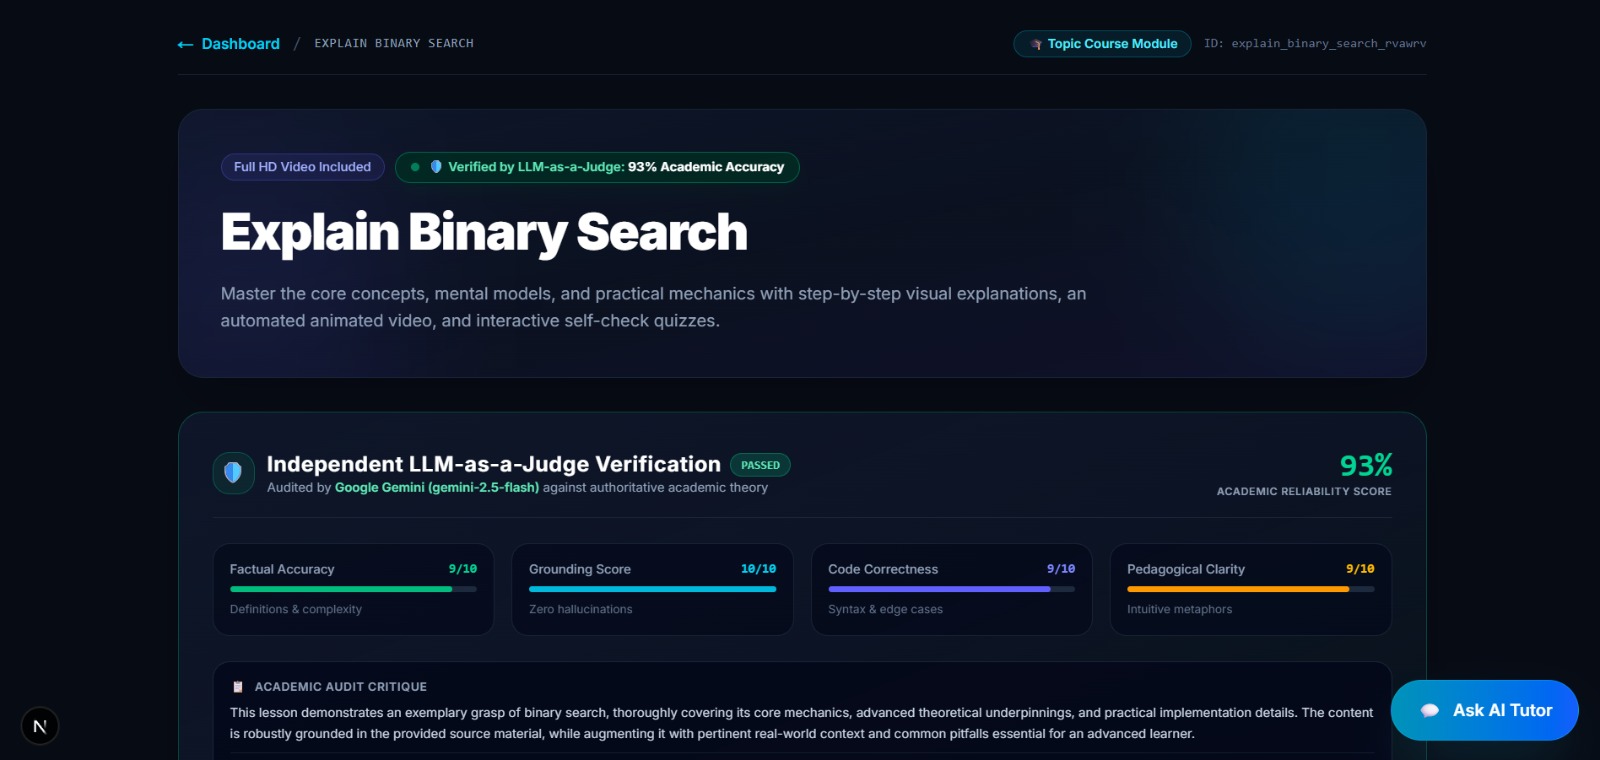 ← Dashboard / EXPLAIN BINARY SEARCH
Topic Course Module
ID: explain_binary_search_rvawrv
Full HD Video Included
Verified by LLM-as-a-Judge: 93% Academic Accuracy
Explain Binary Search
Master the core concepts, mental models, and practical mechanics with step-by-step visual explanations, an
automated animated video, and interactive self-check quizzes.
Independent LLM-as-a-Judge Verification PASSED
Audited by Google Gemini (gemini-2.5-flash) against authoritative academic theory
93%
ACADEMIC RELIABILITY SCORE
Factual Accuracy 9/10
Definitions & complexity
Grounding Score 10/10
Zero hallucinations
Code Correctness 9/10
Syntax & edge cases
Pedagogical Clarity 9/10
Intuitive metaphors
ACADEMIC AUDIT CRITIQUE
This lesson demonstrates an exemplary grasp of binary search, thoroughly covering its core mechanics, advanced theoretical underpinnings, and practical implementation details. The content
is robustly grounded in the provided source material, while augmenting it with pertinent real-world context and common pitfalls essential for an advanced learner.
N
Ask AI Tutor